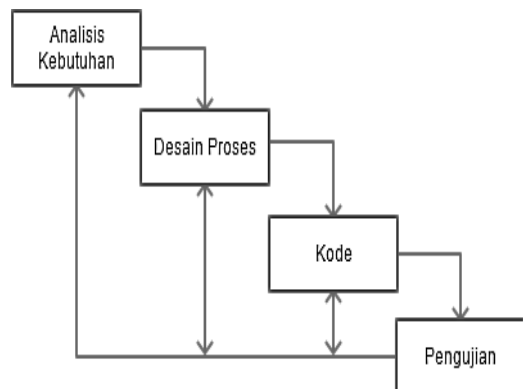 Analisis
Kebutuhan
Desain Proses
Kode
Pengujian